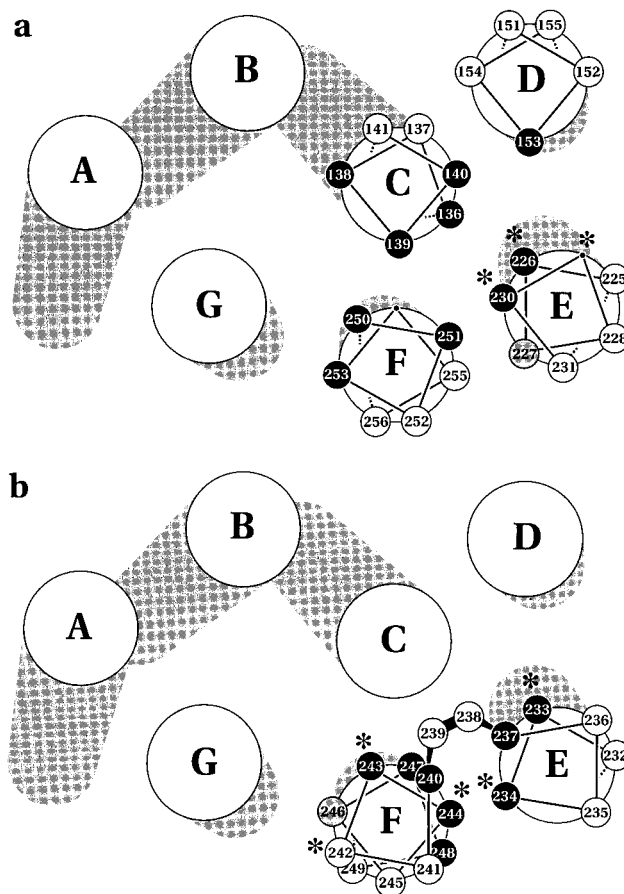 a
B
151 155
154 D 152
153
A
141 137
138 C 140
136
139
* *
226
* 230 E 225
227 228
231
G
250 251
F
253 255
256 252
b
B
D
A
C
*
238 233 236
239 237
232
* 243 247 240 * 234 E
G
246 * 244 235
F
* 242 248
249 241
245